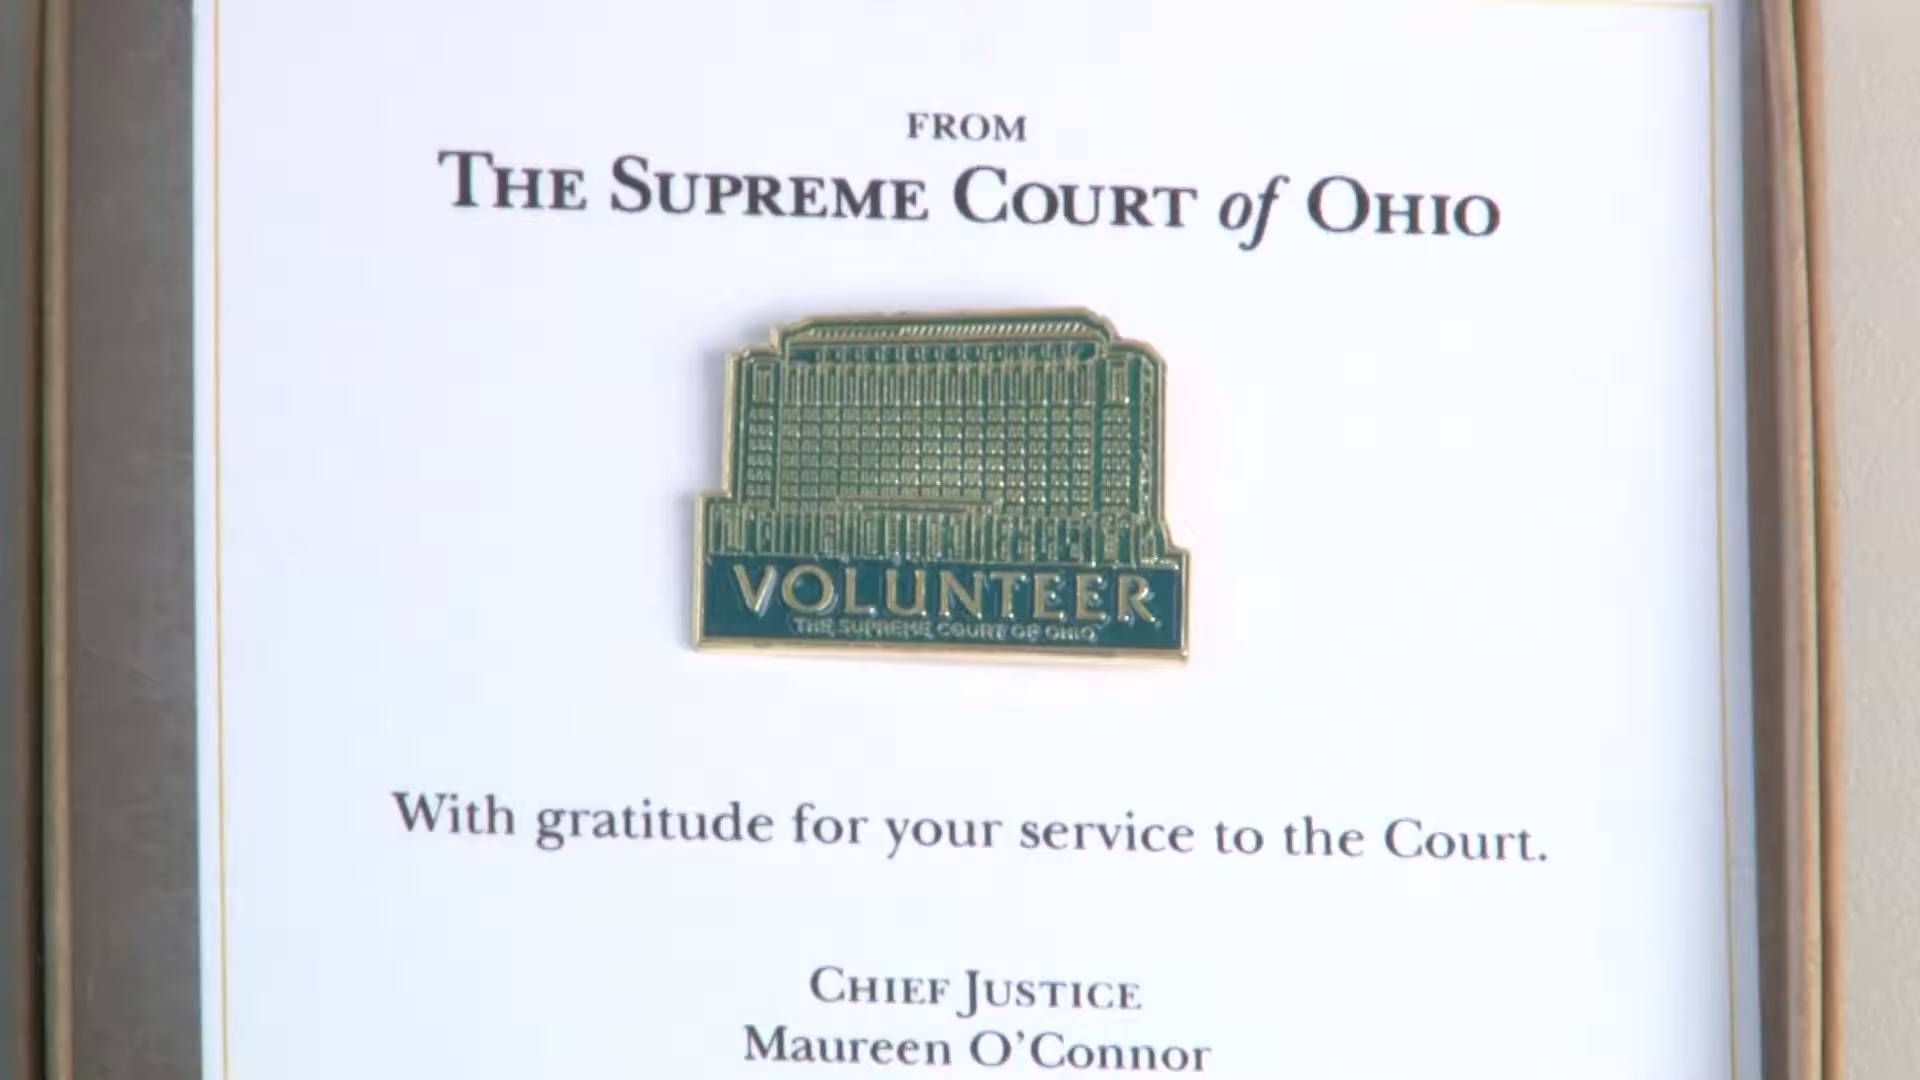 FROM
THE SUPREME COURT of OHIO
VOLUNTEER
THE SUPREME COURT OF OHIO
With gratitude for your service to the Court.
CHIEF JUSTICE
Maureen O'Connor